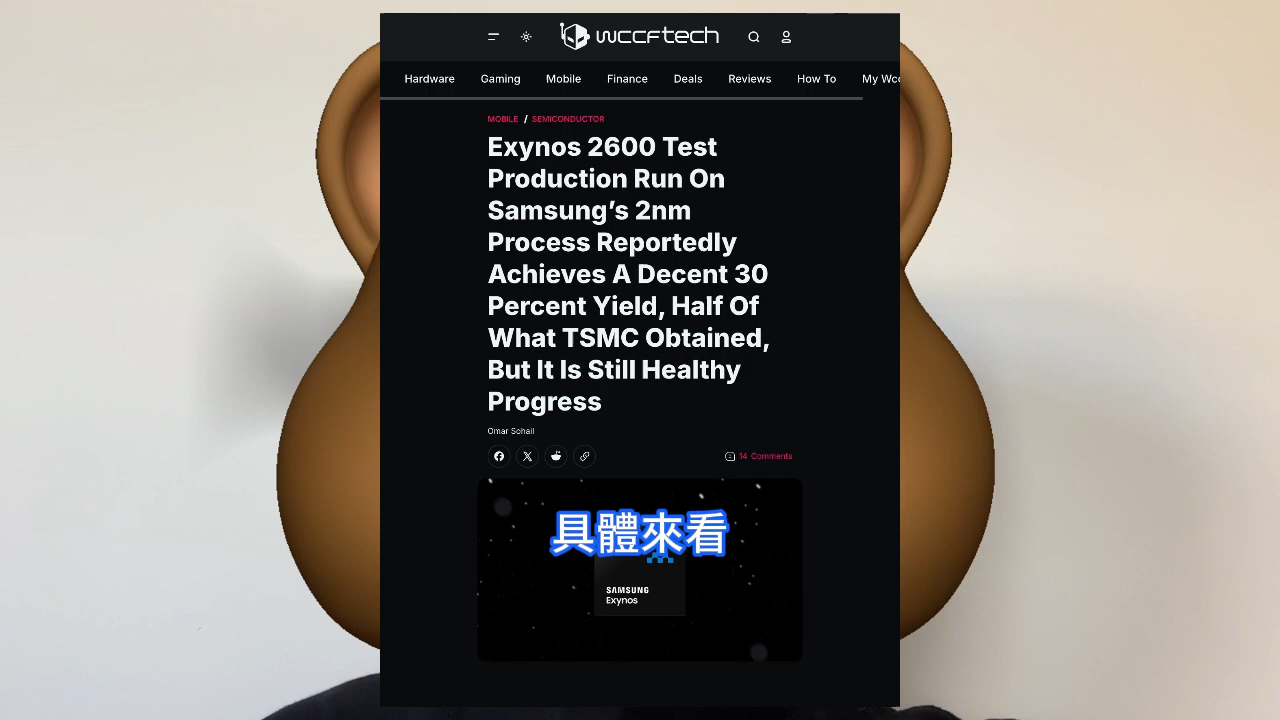 wccftech
Hardware Gaming Mobile Finance Deals Reviews How To My Wcc
MOBILE / SEMICONDUCTOR
Exynos 2600 Test
Production Run On
Samsung’s 2nm
Process Reportedly
Achieves A Decent 30
Percent Yield, Half Of
What TSMC Obtained,
But It Is Still Healthy
Progress
Omar Sohail
14 Comments
具體來看
SAMSUNG
Exynos